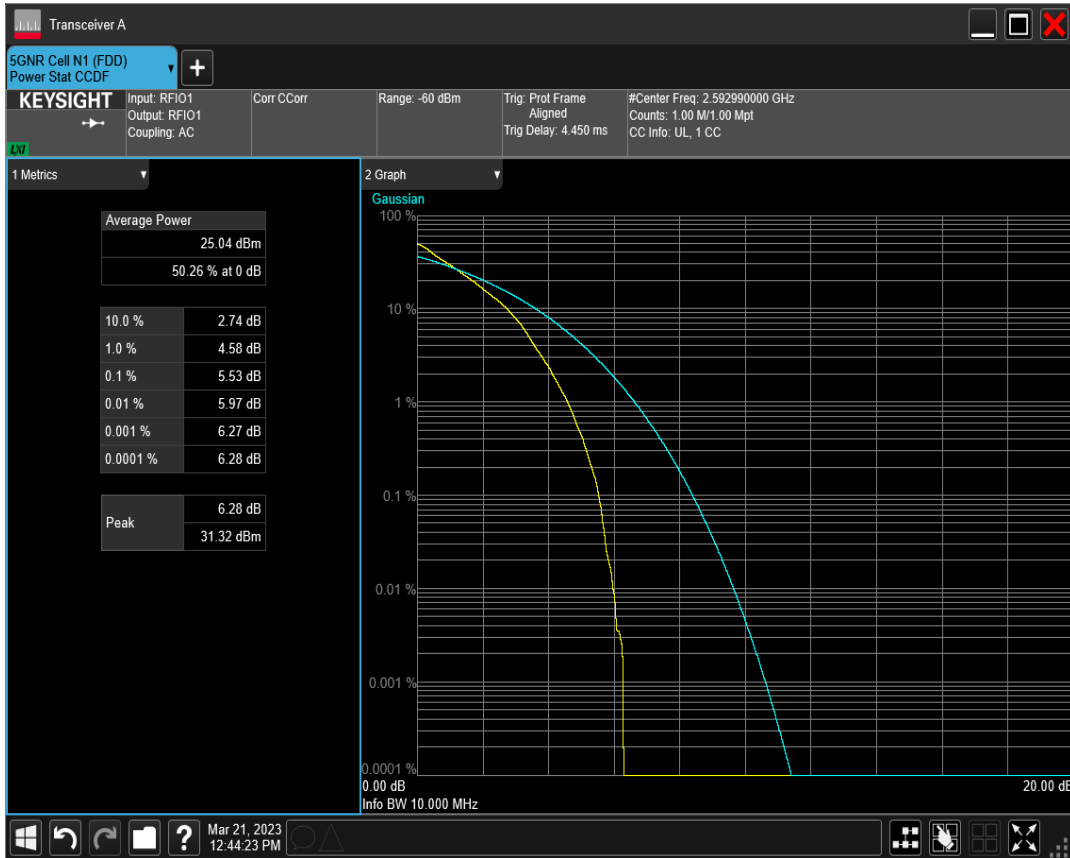 Transceiver A
5GNR Cell N1 (FDD)
Power Stat CCDF
+
KEYSIGHT
LXI
Input: RFIO1
Output: RFIO1
Coupling: AC
Corr CCorr
Range: -60 dBm
Trig: Prot Frame
Aligned
Trig Delay: 4.450 ms
#Center Freq: 2.592990000 GHz
Counts: 1.00 M/1.00 Mpt
CC Info: UL, 1 CC
1 Metrics
Average Power
25.04 dBm
50.26 % at 0 dB
10.0 % 2.74 dB
1.0 % 4.58 dB
0.1 % 5.53 dB
0.01 % 5.97 dB
0.001 % 6.27 dB
0.0001 % 6.28 dB
Peak 6.28 dB
31.32 dBm
2 Graph
Gaussian
100 %
10 %
1 %
0.1 %
0.01 %
0.001 %
0.0001 %
0.00 dB 20.00 dB
Info BW 10.000 MHz
?
Mar 21, 2023
12:44:23 PM